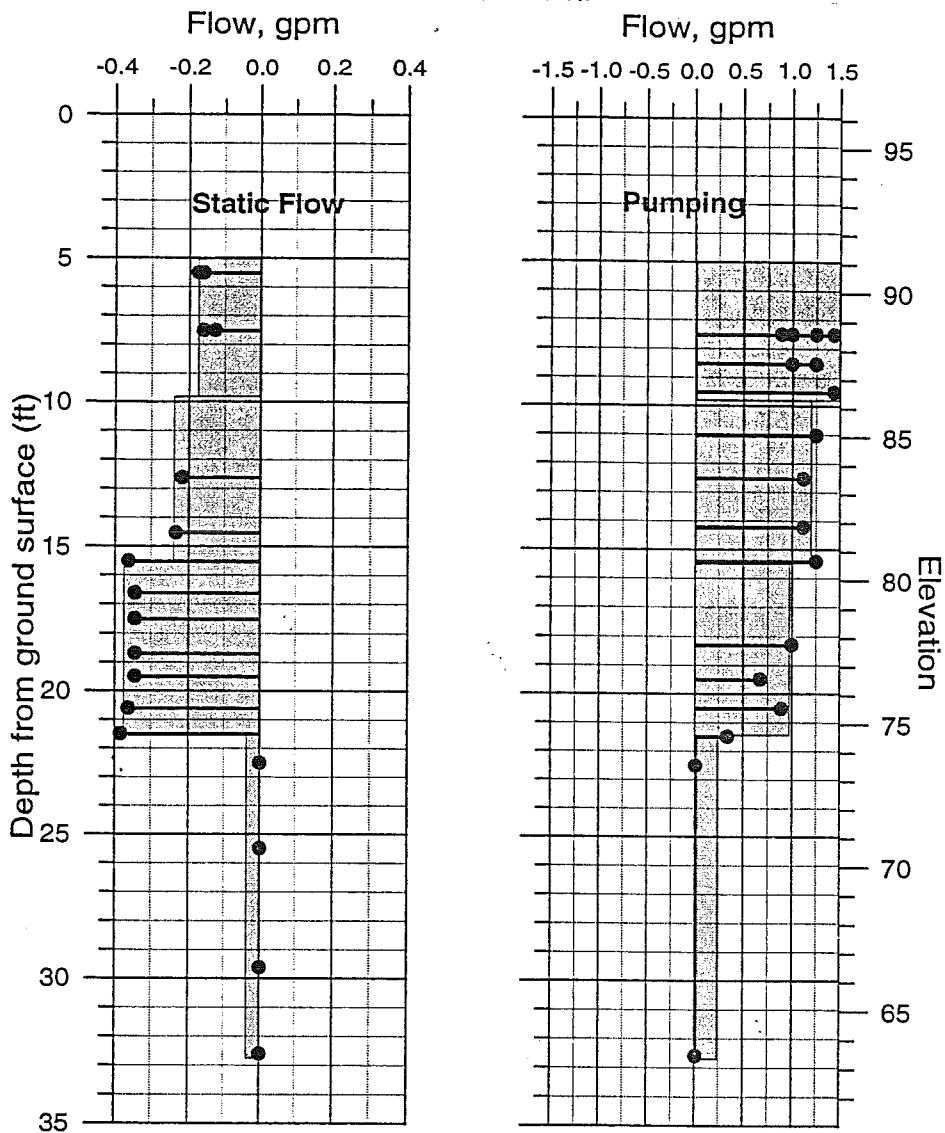 Flow, gpm
-0.4 -0.2 0.0 0.2 0.4
Depth from ground surface (ft)
0
5
10
15
20
25
30
35
Static Flow
Flow, gpm
-1.5 -1.0 -0.5 0.0 0.5 1.0 1.5
Pumping
95
90
85
80
75
70
65
Elevation